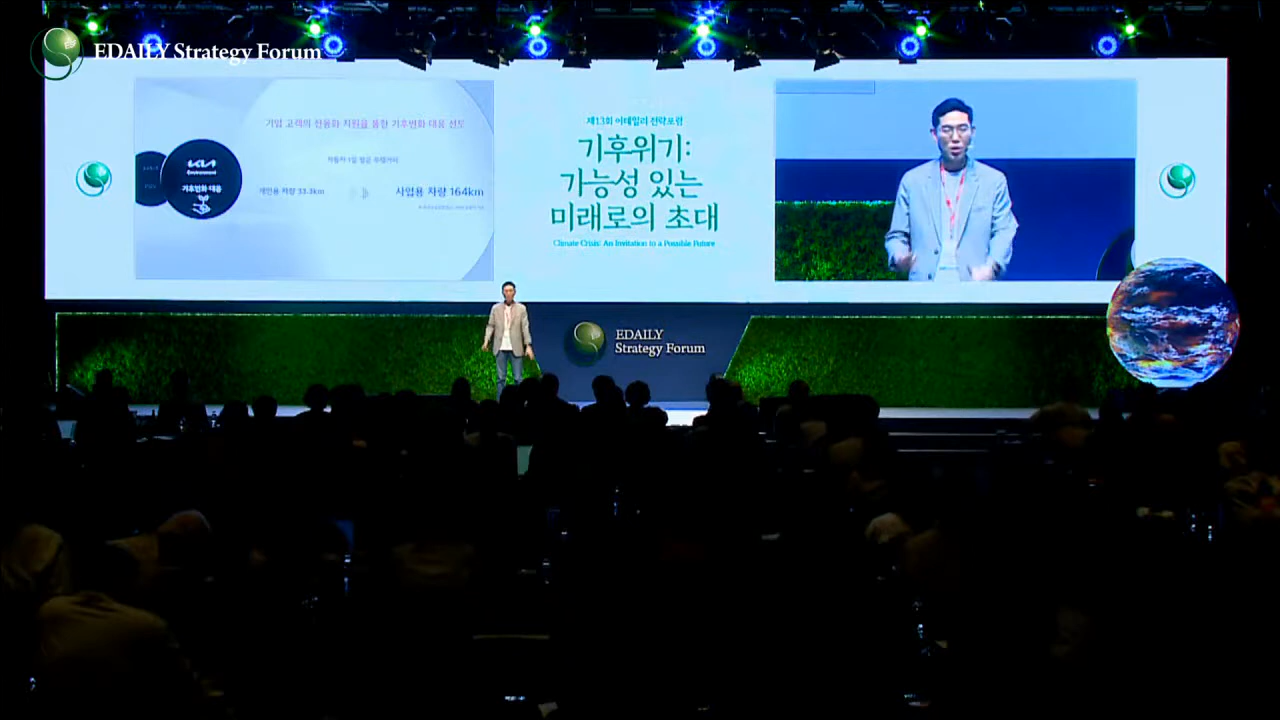 EDAILY Strategy Forum
기업 고객의 전동화 지원을 통한 기후변화 대응 선도
자동차 1일 평균 주행거리
KIA
Environment
기후변화 대응
개인용 차량 33.3km
사업용 차량 164km
제13회 이데일리 전략포럼
기후위기:
가능성 있는
미래로의 초대
Climate Crisis: An Invitation to a Possible Future
EDAILY
Strategy Forum